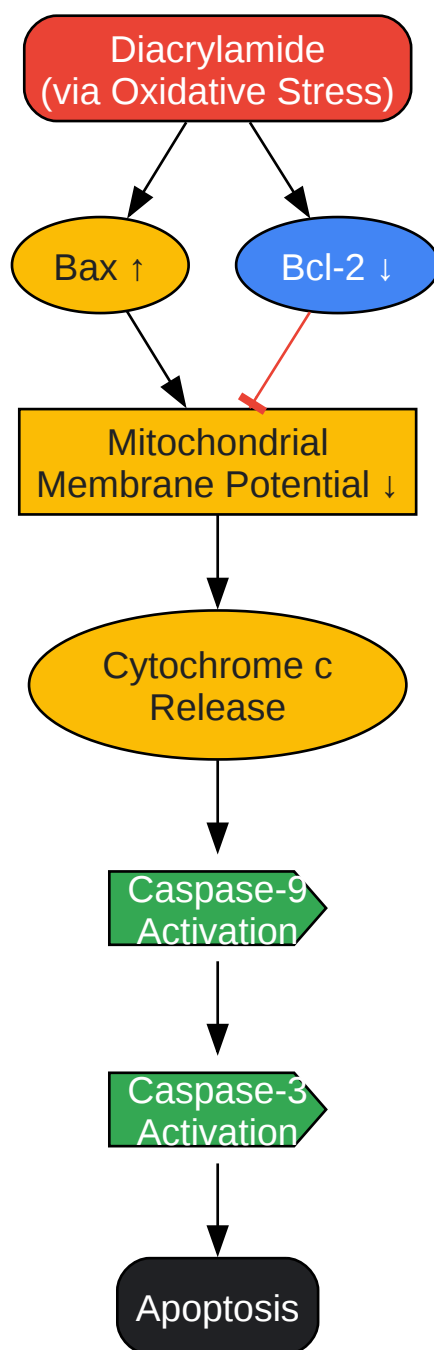 Diacrylamide
(via Oxidative Stress)
Bax ↑
Bcl-2 ↓
Mitochondrial
Membrane Potential ↓
Cytochrome c
Release
Caspase-9
Activation
Caspase-3
Activation
Apoptosis